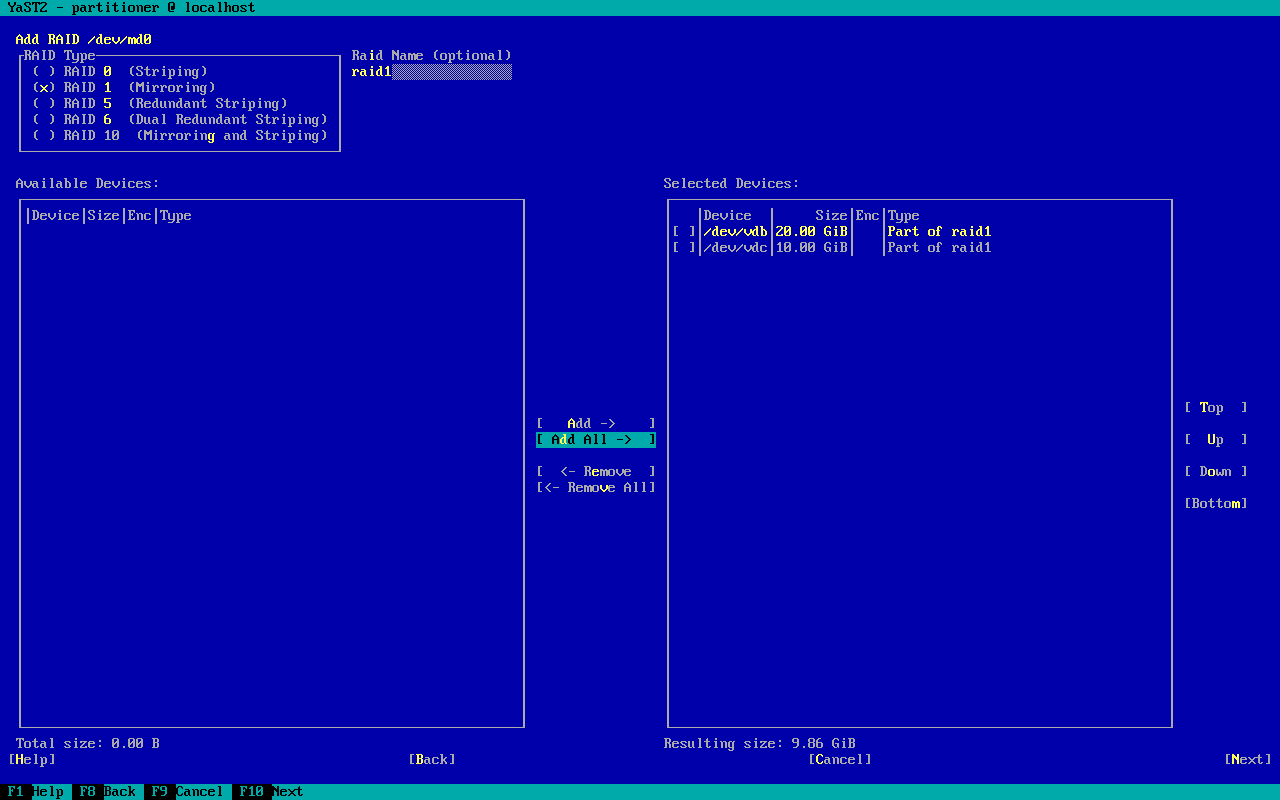 YaST2 - partitioner @ localhost
Add RAID /dev/md0
RAID Type
( ) RAID 0  (Striping)
(x) RAID 1  (Mirroring)
( ) RAID 5  (Redundant Striping)
( ) RAID 6  (Dual Redundant Striping)
( ) RAID 10  (Mirroring and Striping)
Raid Name (optional)
raid1
Available Devices:
|Device|Size|Enc|Type
[   Add ->    ]
[ Add All ->  ]
[  <- Remove  ]
[<- Remove All]
Selected Devices:
|Device  |     Size|Enc|Type
[ ]|/dev/vdb|20.00 GiB|   |Part of raid1
[ ]|/dev/vdc|10.00 GiB|   |Part of raid1
[ Top  ]
[  Up  ]
[ Down ]
[Bottom]
Total size: 0.00 B
Resulting size: 9.86 GiB
[Help] [Back] [Cancel] [Next]
F1 Help F8 Back F9 Cancel F10 Next